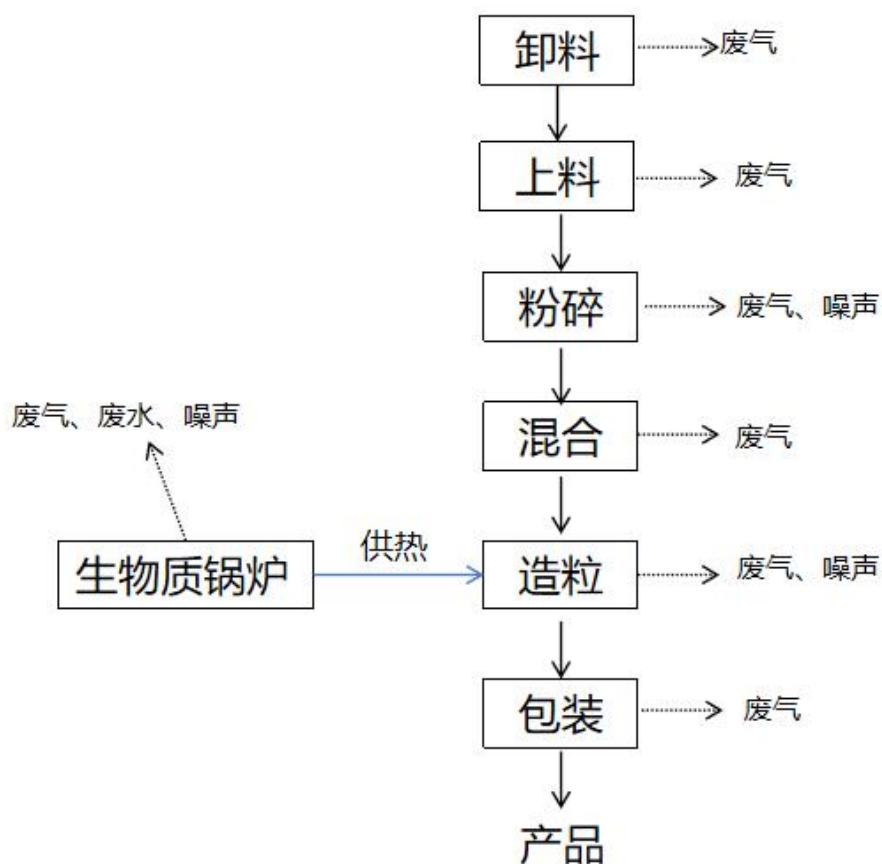 卸料
废气
上料
废气
粉碎
废气、噪声
混合
废气
废气、废水、噪声
生物质锅炉
供热
造粒
废气、噪声
包装
废气
产品